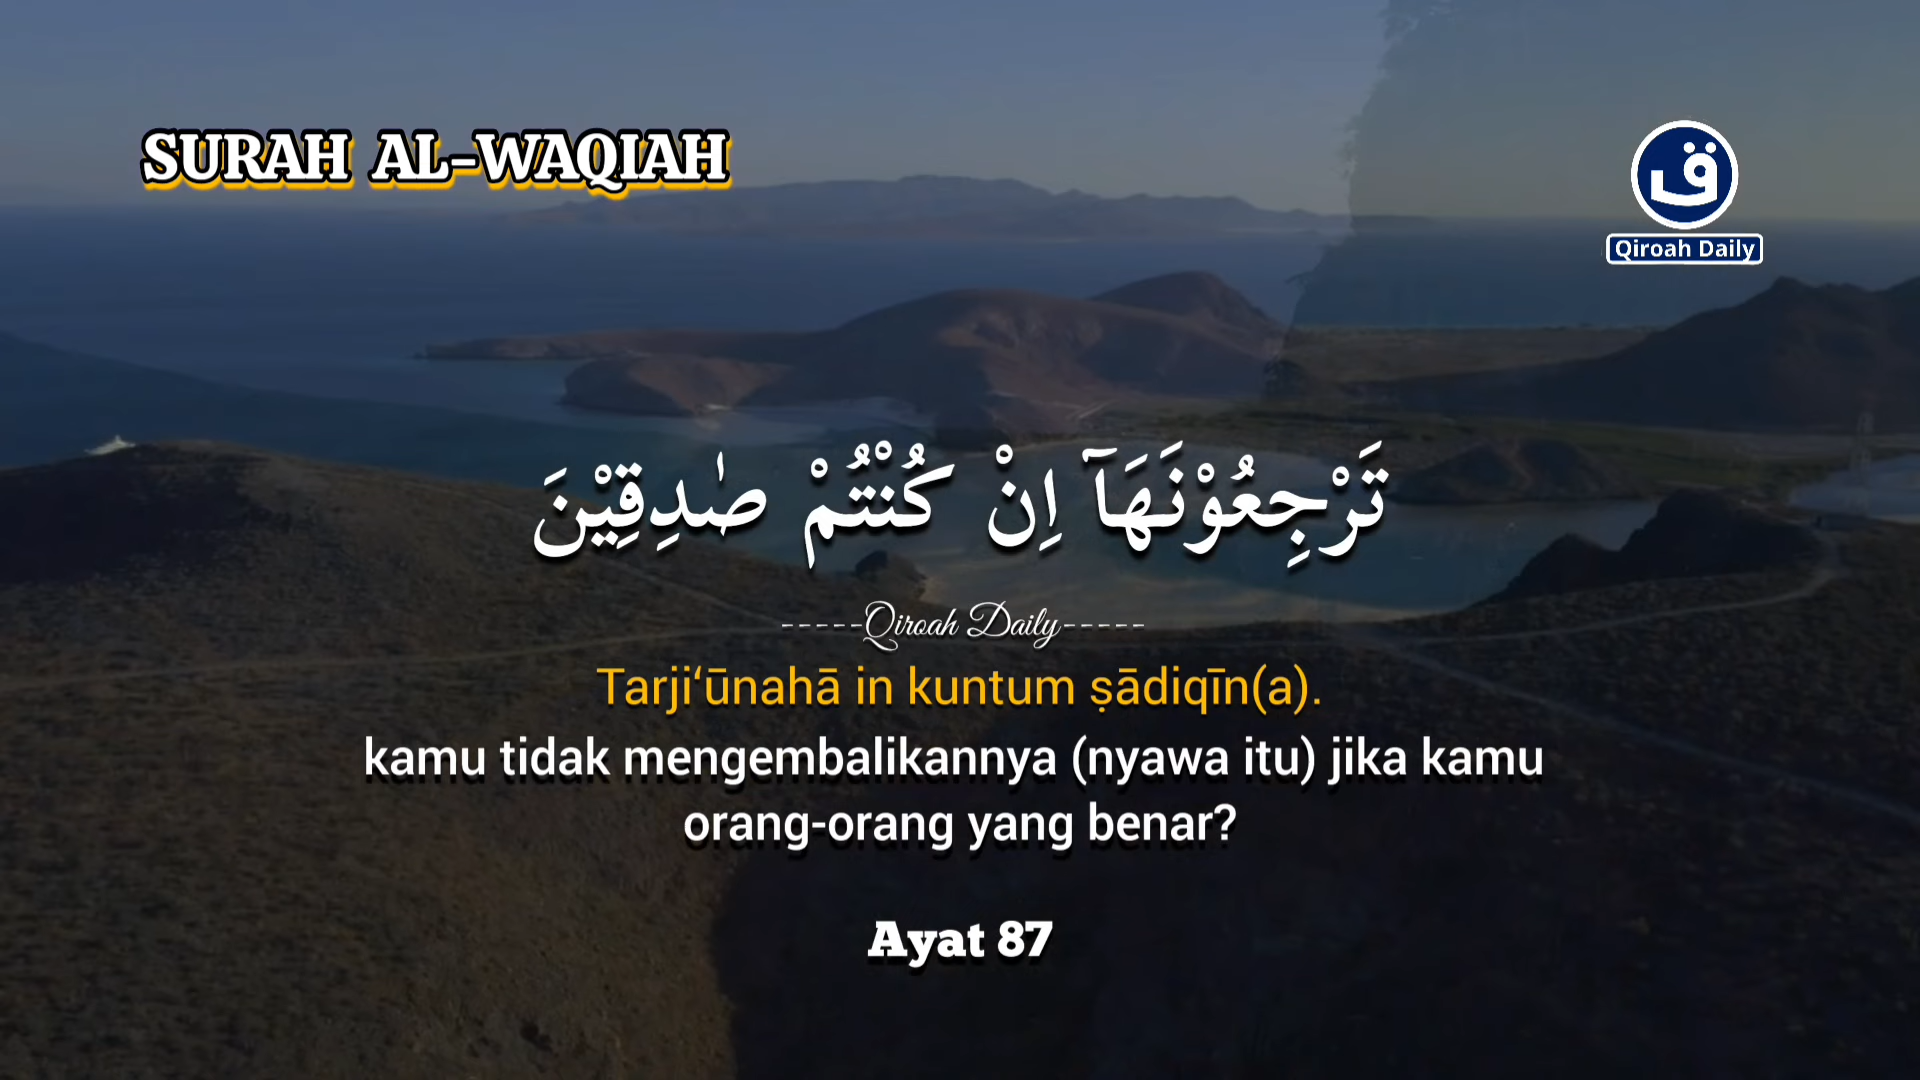 SURAH AL-WAQIAH
ق
Qiroah Daily
تَرْجِعُوْنَهَآ اِنْ كُنْتُمْ صٰدِقِيْنَ
-----Qiroah Daily-----
Tarji‘ūnahā in kuntum ṣādiqīn(a).
kamu tidak mengembalikannya (nyawa itu) jika kamu
orang-orang yang benar?
Ayat 87